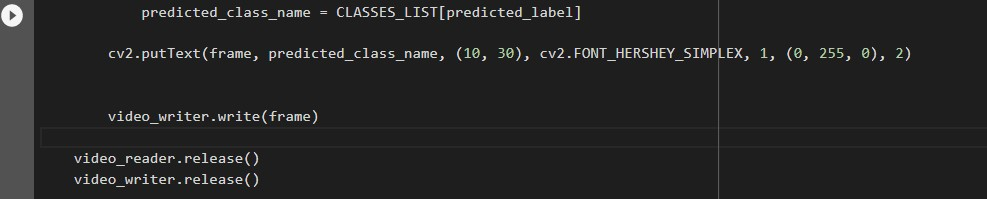 predicted_class_name = CLASSES_LIST[predicted_label]
cv2.putText(frame, predicted_class_name, (10, 30), cv2.FONT_HERSHEY_SIMPLEX, 1, (0, 255, 0), 2)
video_writer.write(frame)
video_reader.release()
video_writer.release()